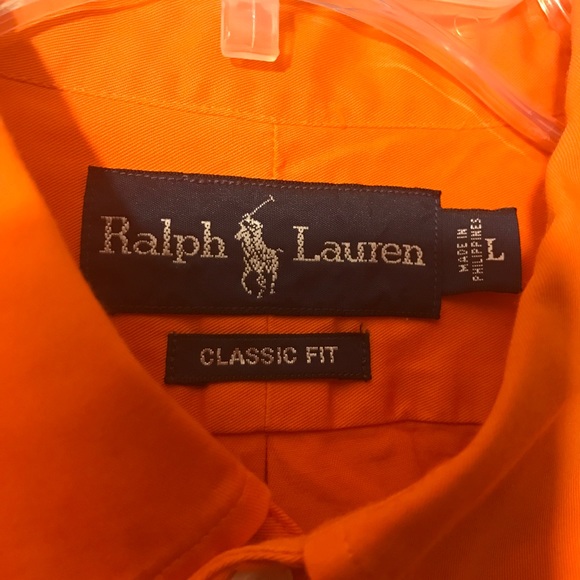 Ralph Lauren
MADE IN
PHILIPPINES
L
CLASSIC FIT